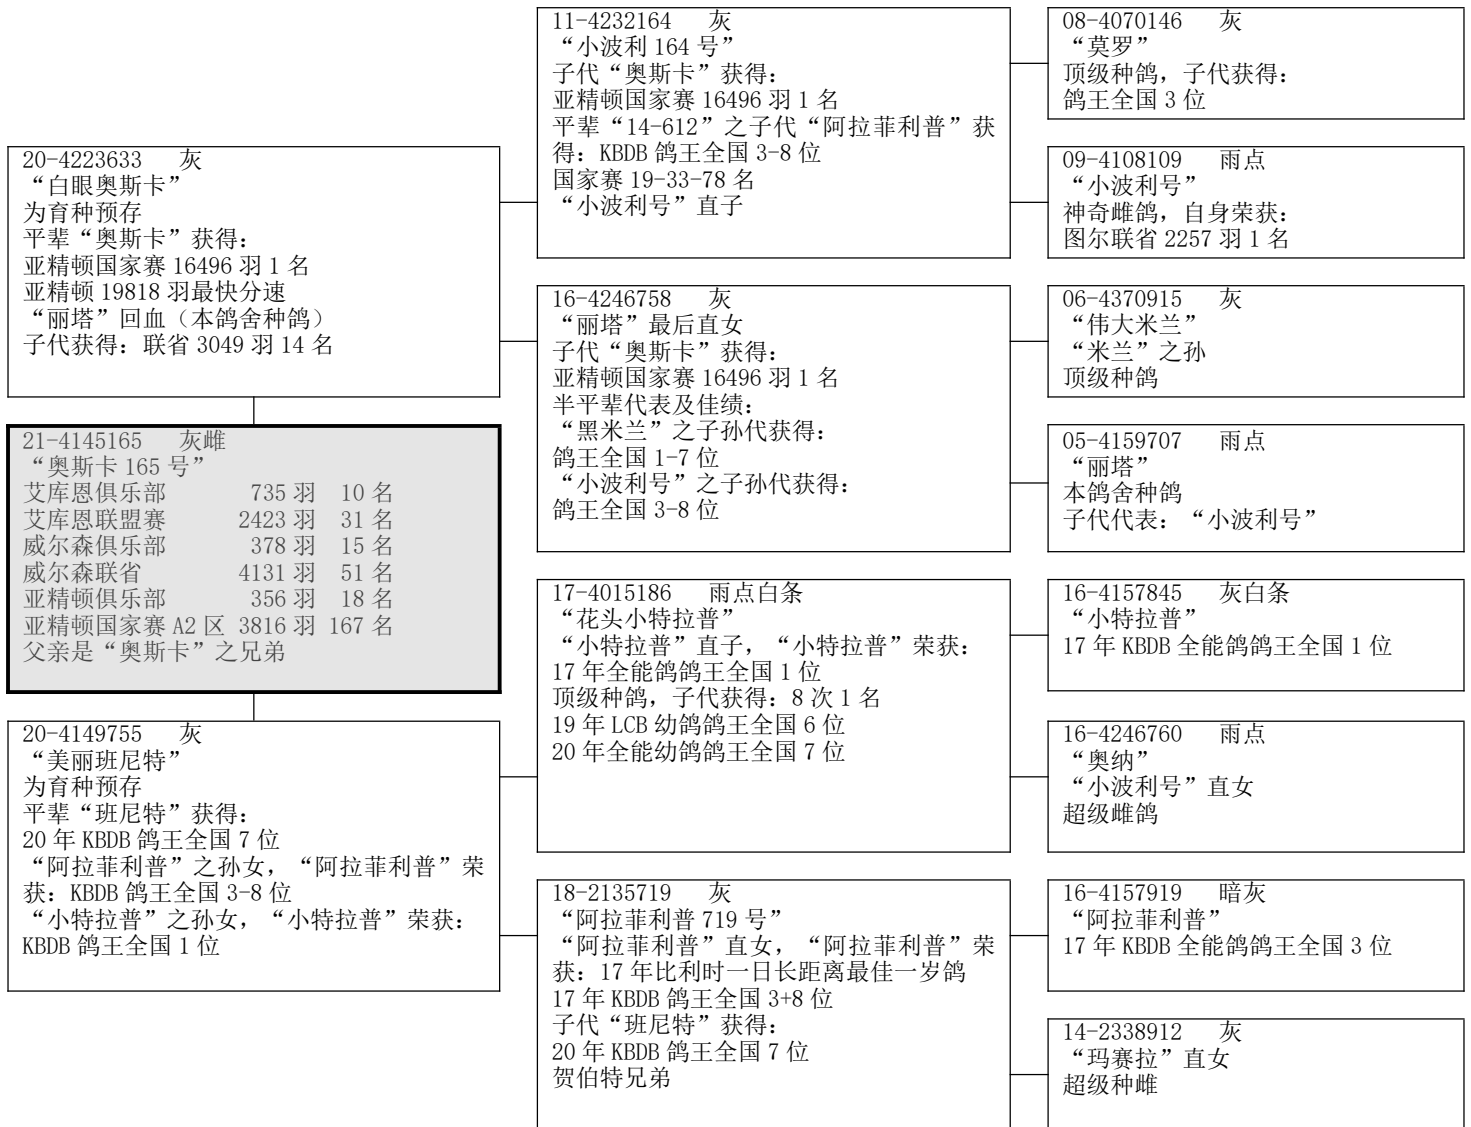 20-4223633 灰
“白眼奥斯卡”
为育种预存
平辈“奥斯卡”获得：
亚精顿国家赛 16496 羽 1 名
亚精顿 19818 羽最快分速
“丽塔”回血（本鸽舍种鸽）
子代获得：联省 3049 羽 14 名
21-4145165 灰雌
“奥斯卡 165 号”
艾库恩俱乐部 735 羽 10 名
艾库恩联盟赛 2423 羽 31 名
威尔森俱乐部 378 羽 15 名
威尔森联省 4131 羽 51 名
亚精顿俱乐部 356 羽 18 名
亚精顿国家赛 A2 区 3816 羽 167 名
父亲是“奥斯卡”之兄弟
20-4149755 灰
“美丽班尼特”
为育种预存
平辈“班尼特”获得：
20 年 KBDB 鸽王全国 7 位
“阿拉菲利普”之孙女，“阿拉菲利普”荣
获：KBDB 鸽王全国 3-8 位
“小特拉普”之孙女，“小特拉普”荣获：
KBDB 鸽王全国 1 位
11-4232164 灰
“小波利 164 号”
子代“奥斯卡”获得：
亚精顿国家赛 16496 羽 1 名
平辈“14-612”之子代“阿拉菲利普”获
得：KBDB 鸽王全国 3-8 位
国家赛 19-33-78 名
“小波利号”直子
16-4246758 灰
“丽塔”最后直女
子代“奥斯卡”获得：
亚精顿国家赛 16496 羽 1 名
半平辈代表及佳绩：
“黑米兰”之子孙代获得：
鸽王全国 1-7 位
“小波利号”之子孙代获得：
鸽王全国 3-8 位
17-4015186 雨点白条
“花头小特拉普”
“小特拉普”直子，“小特拉普”荣获：
17 年全能鸽鸽王全国 1 位
顶级种鸽，子代获得：8 次 1 名
19 年 LCB 幼鸽鸽王全国 6 位
20 年全能幼鸽鸽王全国 7 位
18-2135719 灰
“阿拉菲利普 719 号”
“阿拉菲利普”直女，“阿拉菲利普”荣
获：17 年比利时一日长距离最佳一岁鸽
17 年 KBDB 鸽王全国 3+8 位
子代“班尼特”获得：
20 年 KBDB 鸽王全国 7 位
贺伯特兄弟
08-4070146 灰
“莫罗”
顶级种鸽，子代获得：
鸽王全国 3 位
09-4108109 雨点
“小波利号”
神奇雌鸽，自身荣获：
图尔联省 2257 羽 1 名
06-4370915 灰
“伟大米兰”
“米兰”之孙
顶级种鸽
05-4159707 雨点
“丽塔”
本鸽舍种鸽
子代代表：“小波利号”
16-4157845 灰白条
“小特拉普”
17 年 KBDB 全能鸽鸽王全国 1 位
16-4246760 雨点
“奥纳”
“小波利号”直女
超级雌鸽
16-4157919 暗灰
“阿拉菲利普”
17 年 KBDB 全能鸽鸽王全国 3 位
14-2338912 灰
“玛赛拉”直女
超级种雌